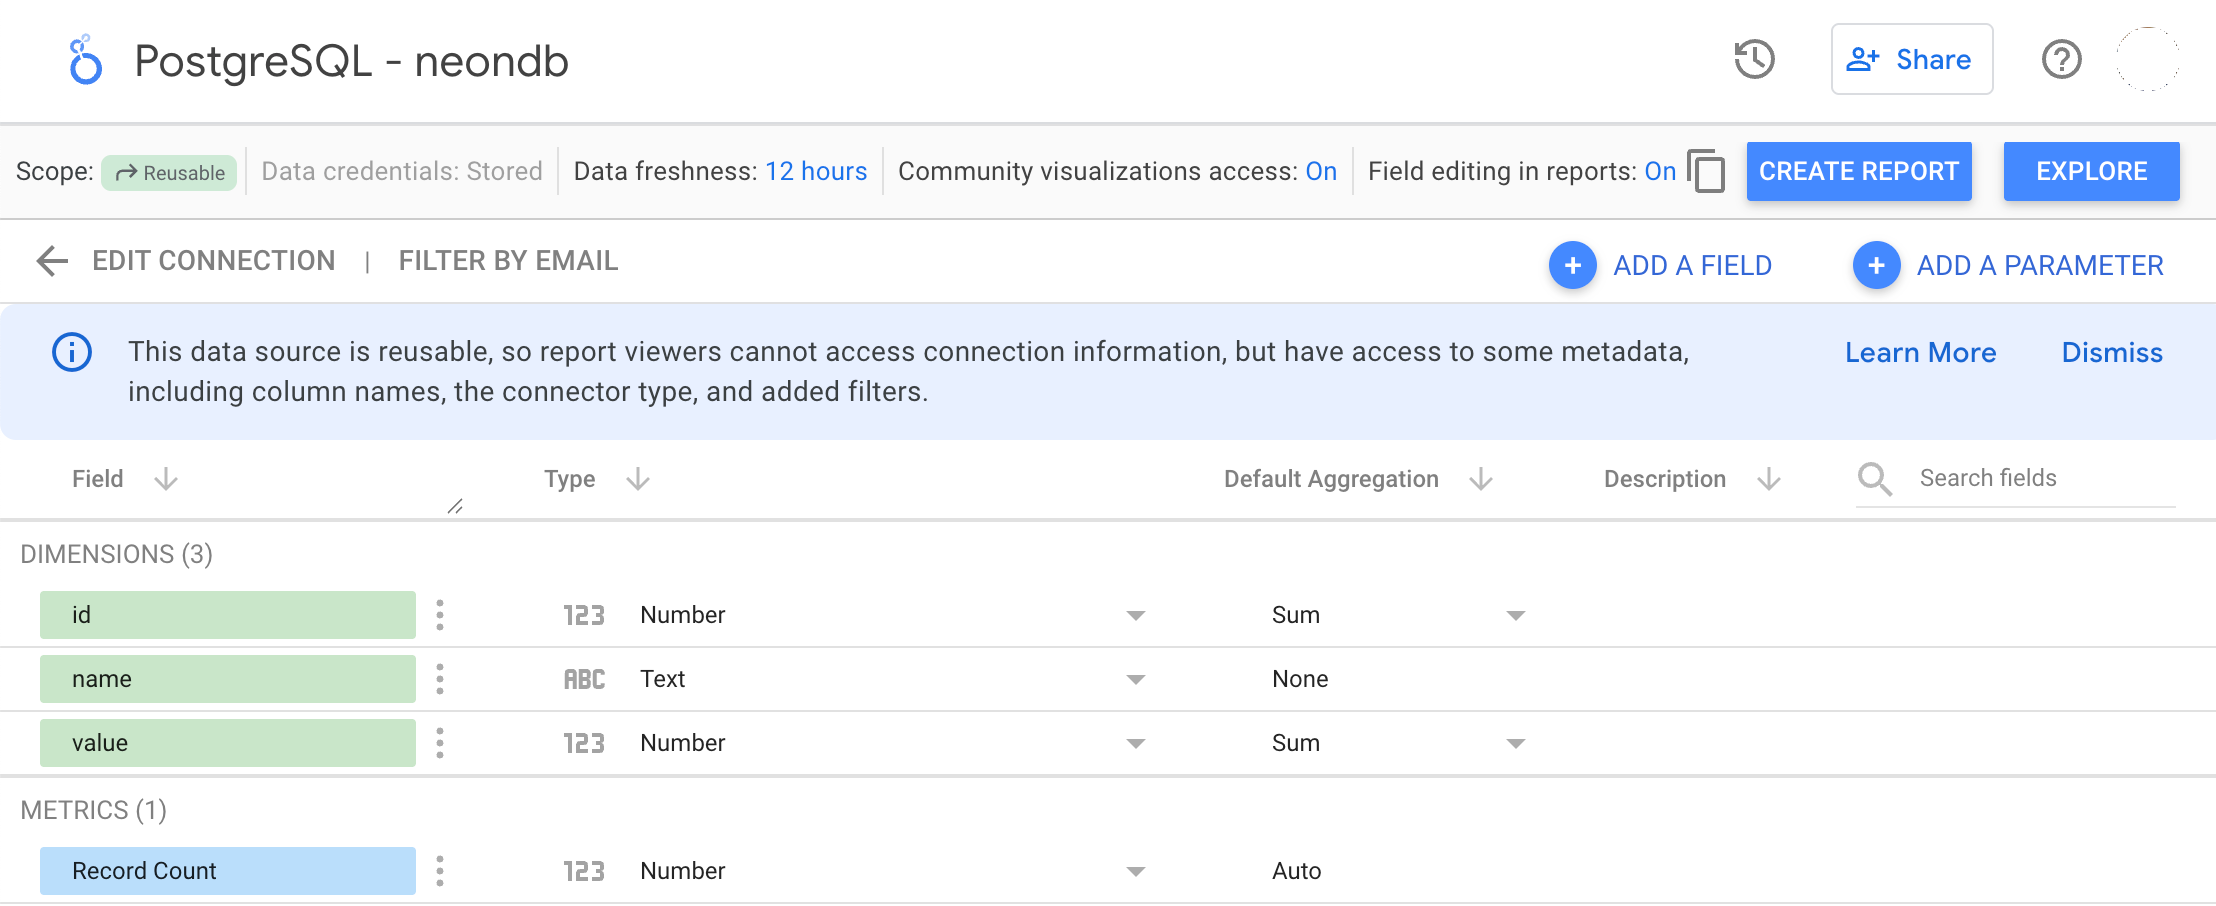 PostgreSQL - neondb
Share
Scope: Reusable Data credentials: Stored Data freshness: 12 hours Community visualizations access: On Field editing in reports: On CREATE REPORT EXPLORE
EDIT CONNECTION | FILTER BY EMAIL ADD A FIELD ADD A PARAMETER
This data source is reusable, so report viewers cannot access connection information, but have access to some metadata, Learn More Dismiss
including column names, the connector type, and added filters.
Field Type Default Aggregation Description Search fields
DIMENSIONS (3)
id 123 Number Sum
name ABC Text None
value 123 Number Sum
METRICS (1)
Record Count 123 Number Auto